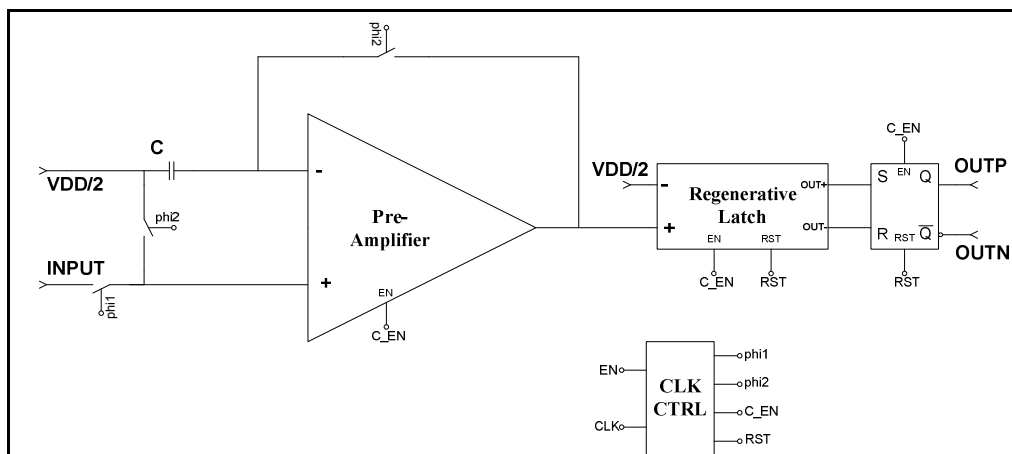 phi2
C
VDD/2
-
phi2
Pre-
Amplifier
INPUT
+
phi1
EN
C_EN
VDD/2
-
+
Regenerative
Latch
OUT+
OUT-
EN
RST
C_EN
RST
C_EN
EN
S
Q
R
RST
Q
RST
OUTP
OUTN
EN
CLK
CLK
CTRL
phi1
phi2
C_EN
RST